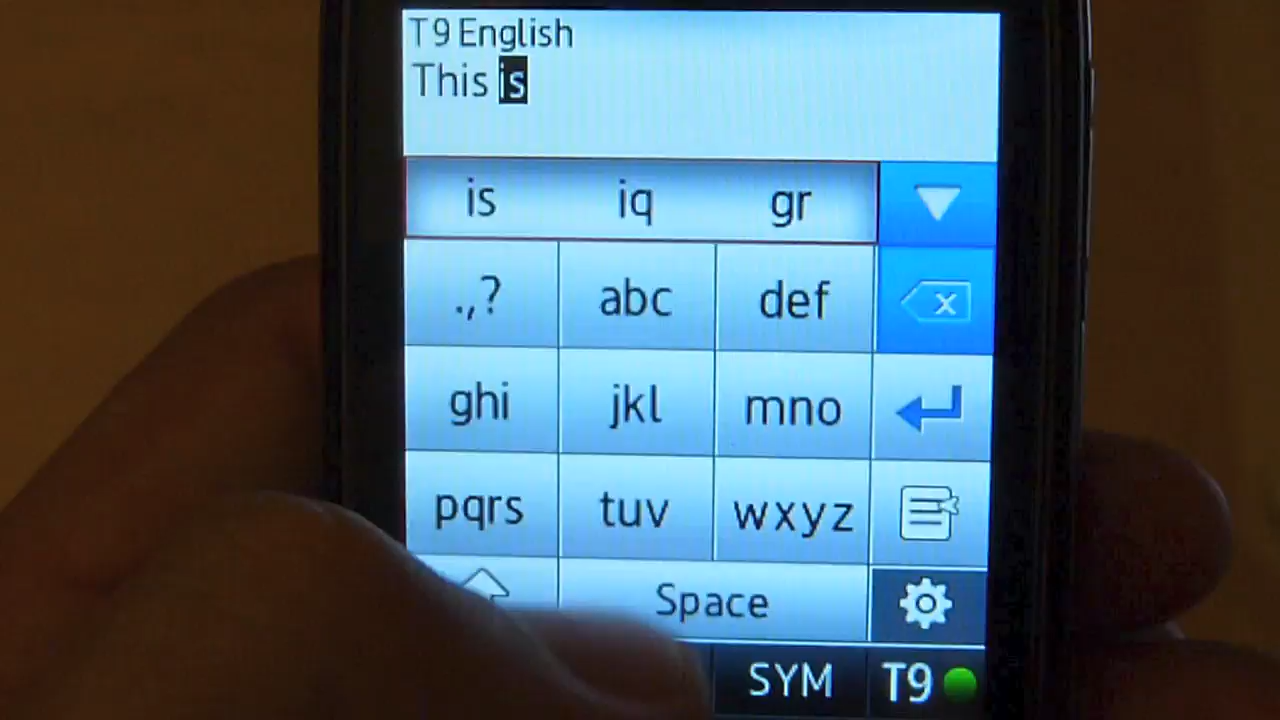 T9 English
This is
is iq gr
.,? abc def
ghi jkl mno
pqrs tuv wxyz
Space
SYM T9